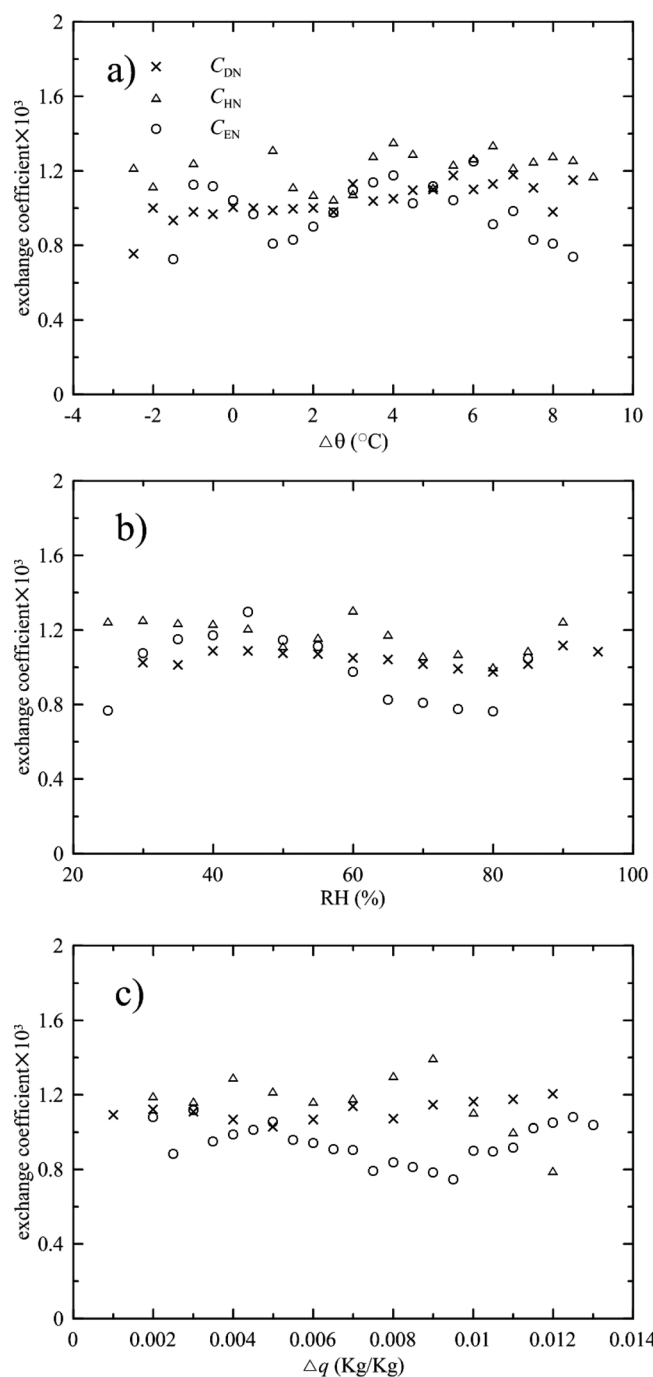 a)
C_DN
C_HN
C_EN
exchange coefficient×10³
2
1.6
1.2
0.8
0.4
0
-4 -2 0 2 4 6 8 10
△θ (°C)
b)
exchange coefficient×10³
2
1.6
1.2
0.8
0.4
0
20 40 60 80 100
RH (%)
c)
exchange coefficient×10³
2
1.6
1.2
0.8
0.4
0
0 0.002 0.004 0.006 0.008 0.01 0.012 0.014
△q (Kg/Kg)